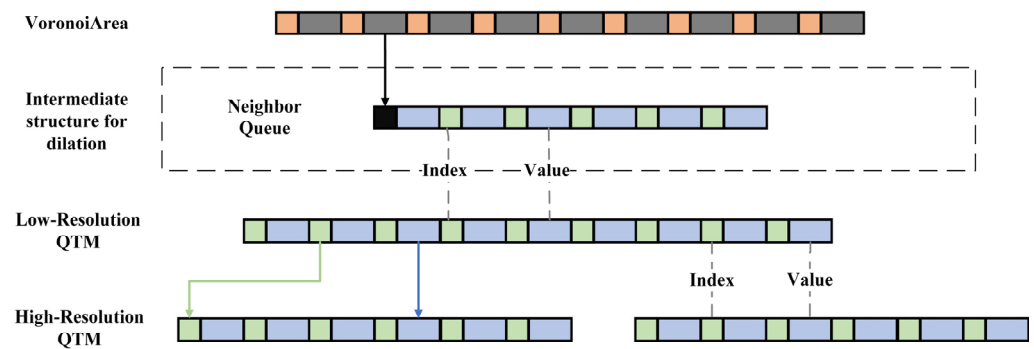 VoronoiArea
Intermediate
structure for
dilation
Neighbor
Queue
Index
Value
Low-Resolution
QTM
Index
Value
High-Resolution
QTM